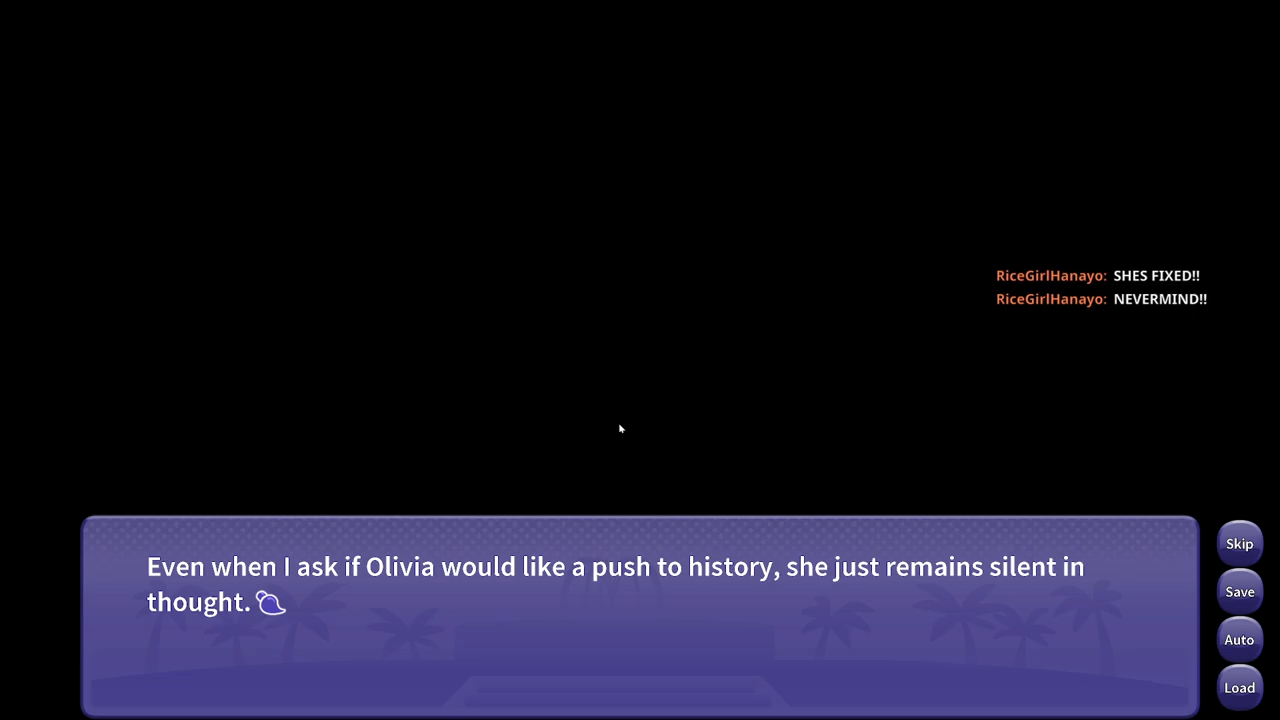 RiceGirlHanayo: SHES FIXED!!
RiceGirlHanayo: NEVERMIND!!
Even when I ask if Olivia would like a push to history, she just remains silent in
thought.
Skip
Save
Auto
Load